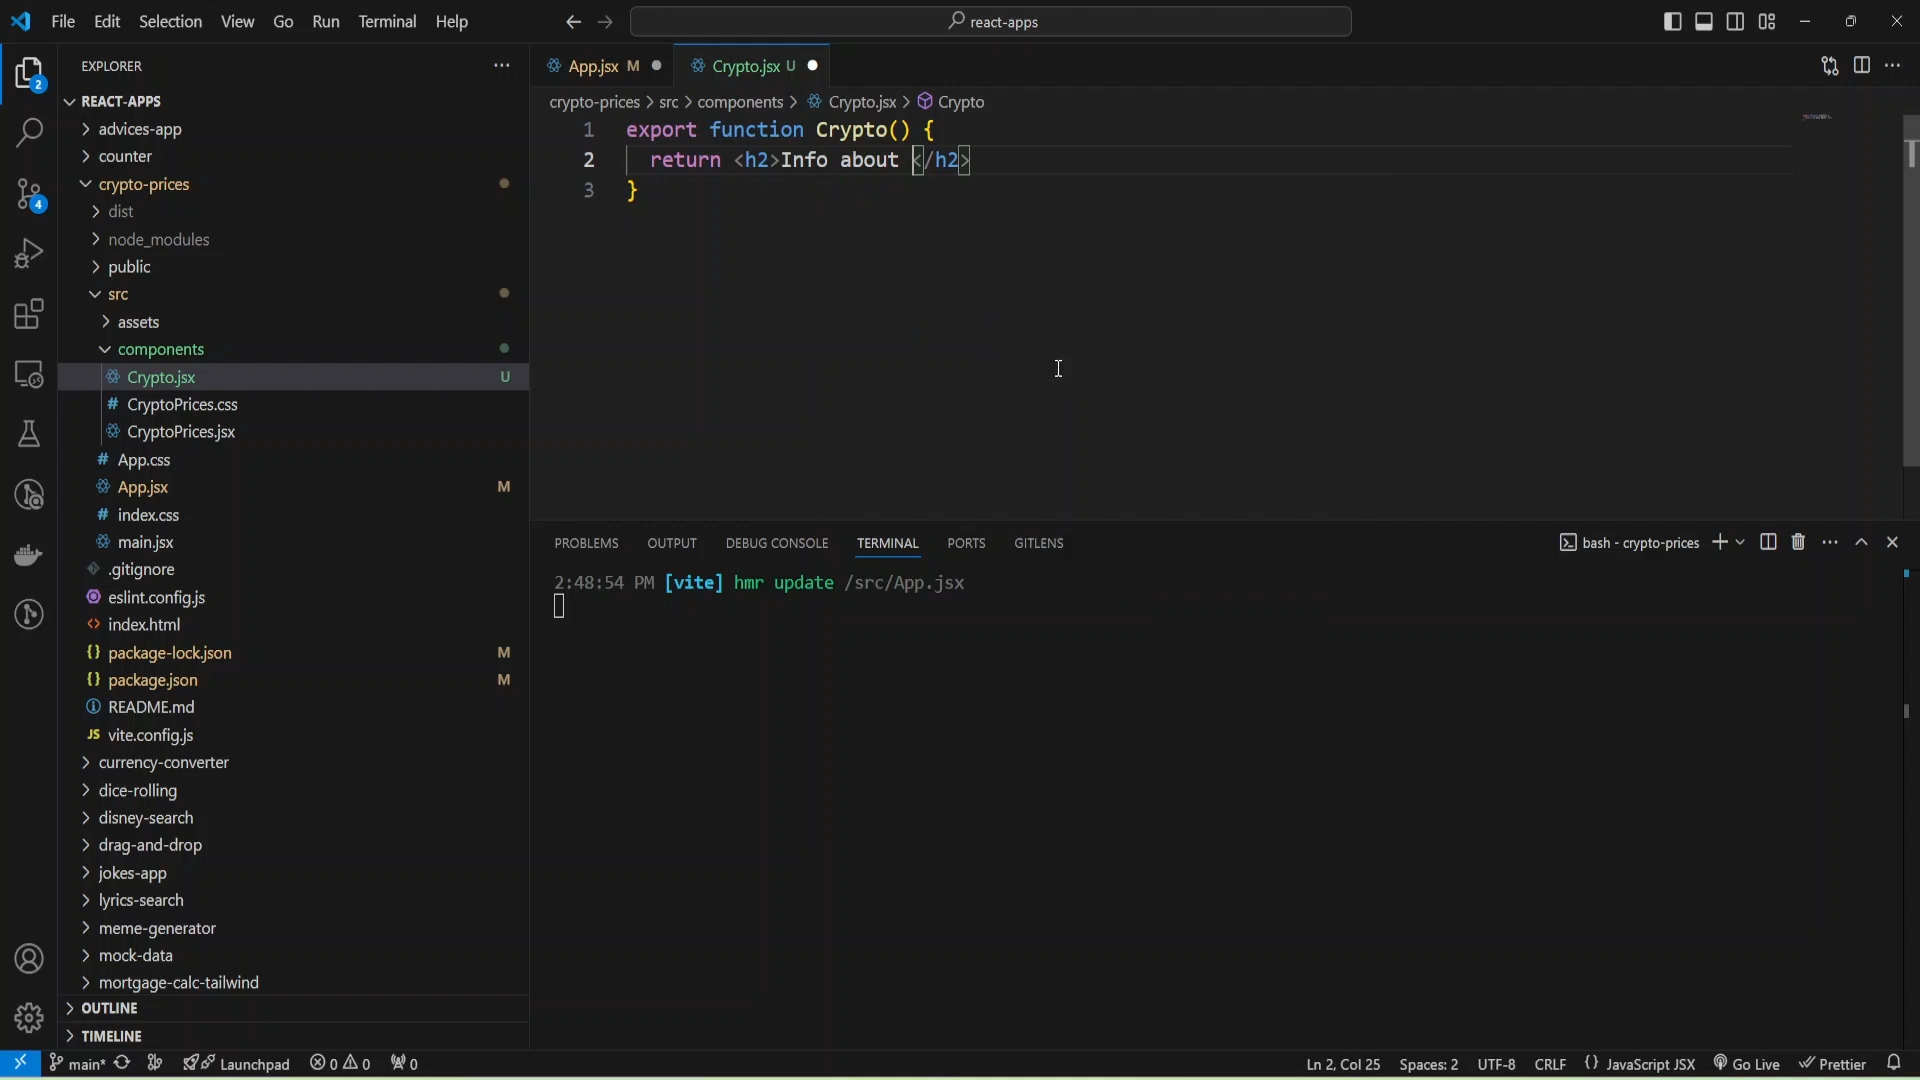 File Edit Selection View Go Run Terminal Help
react-apps
EXPLORER
REACT-APPS
advices-app
counter
crypto-prices
dist
node_modules
public
src
assets
components
Crypto.jsx U
CryptoPrices.css
CryptoPrices.jsx
App.css
App.jsx M
index.css
main.jsx
.gitignore
eslint.config.js
index.html
package-lock.json M
package.json M
README.md
vite.config.js
currency-converter
dice-rolling
disney-search
drag-and-drop
jokes-app
lyrics-search
meme-generator
mock-data
mortgage-calc-tailwind
OUTLINE
TIMELINE
2
4
App.jsx M
Crypto.jsx U
crypto-prices > src > components > Crypto.jsx > Crypto
1 export function Crypto() {
2 return <h2>Info about </h2>
3 }
PROBLEMS OUTPUT DEBUG CONSOLE TERMINAL PORTS GITLENS
bash - crypto-prices
2:48:54 PM [vite] hmr update /src/App.jsx
main* Launchpad 0 0 0
Ln 2, Col 25 Spaces: 2 UTF-8 CRLF {} JavaScript JSX Go Live Prettier